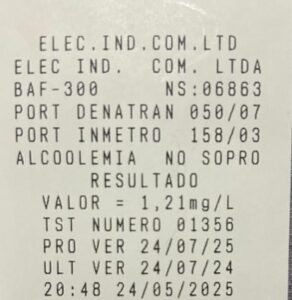 ELEC.IND.COM.LTD
ELEC IND. COM. LTDA
BAF-300 NS:06863
PORT DENATRAN 050/07
PORT INMETRO 158/03
ALCOOLEMIA NO SOPRO
RESULTADO
VALOR = 1,21mg/L
TST NUMERO 01356
PRO VER 24/07/25
ULT VER 24/07/24
20:48 24/05/2025